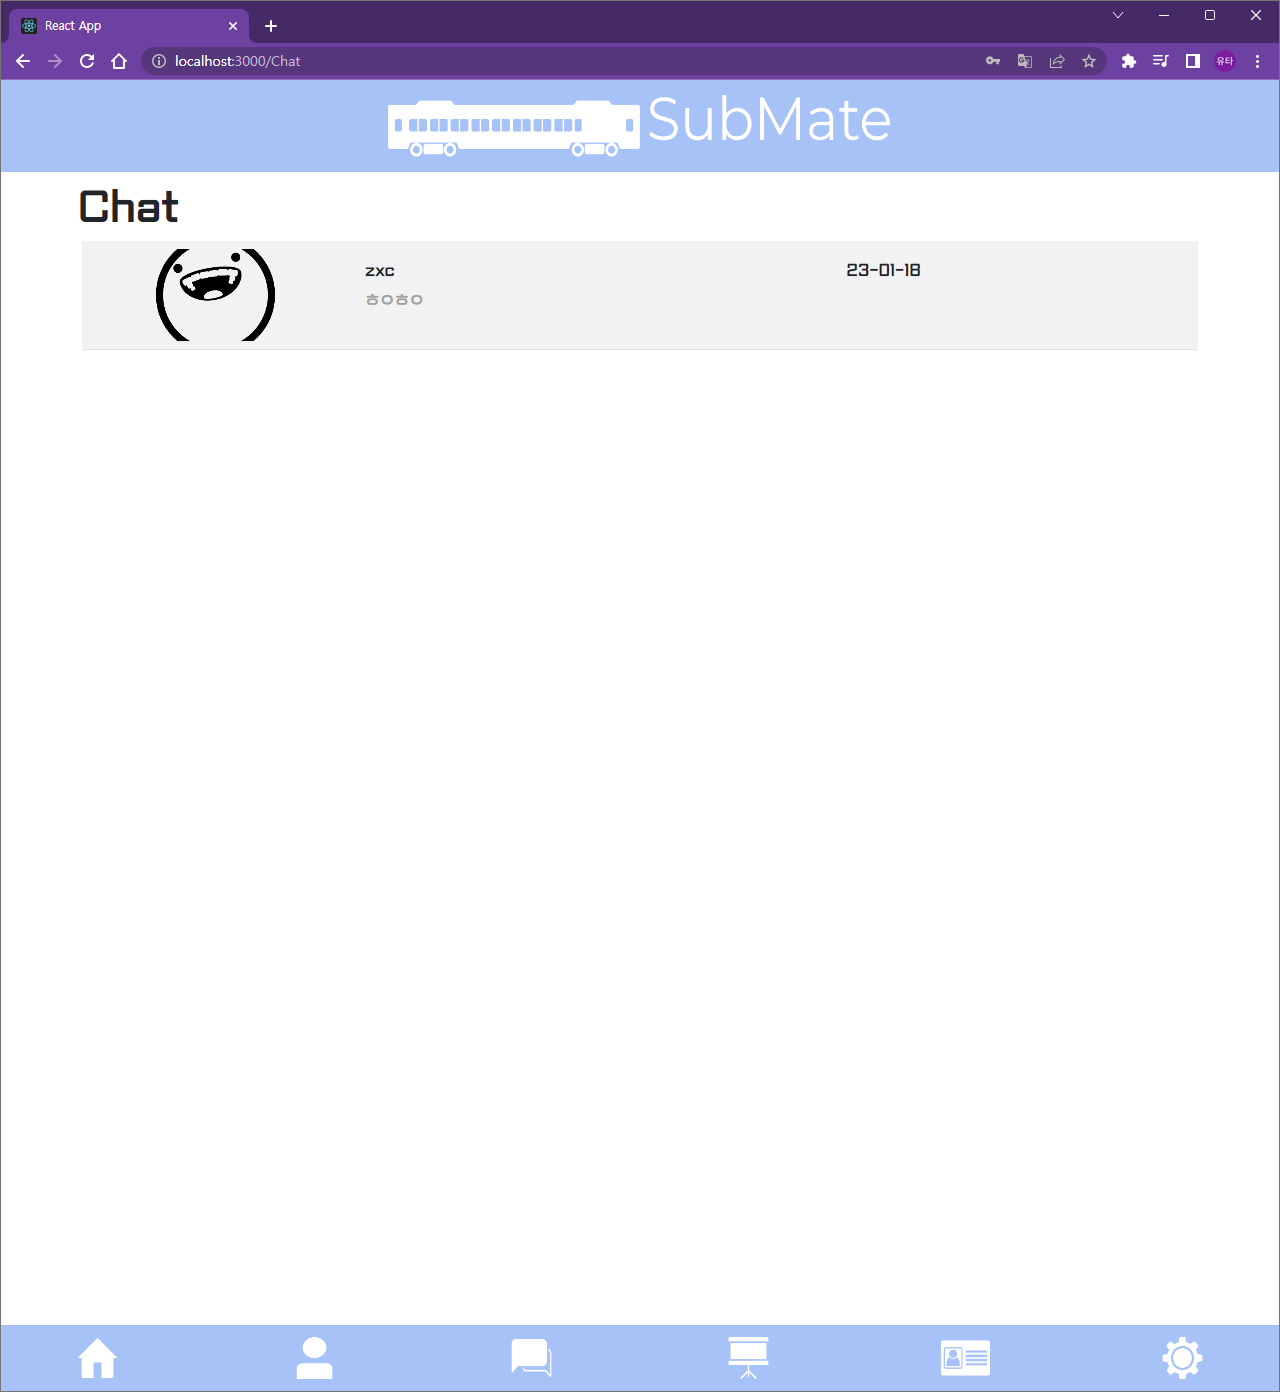 React App
localhost:3000/Chat
유타
SubMate
Chat
zxc
23-01-18
ㅎㅇㅎㅇ